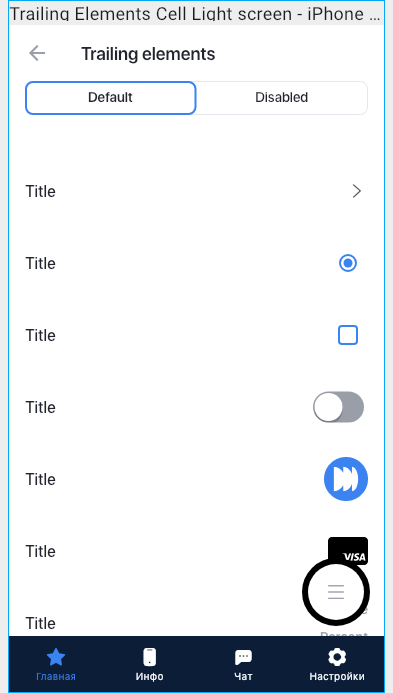 Trailing Elements Cell Light screen - iPhone ...
Trailing elements
Default
Disabled
Title
Title
Title
Title
Title
Title
VISA
Title
Percent
Главная
Инфо
Чат
Настройки